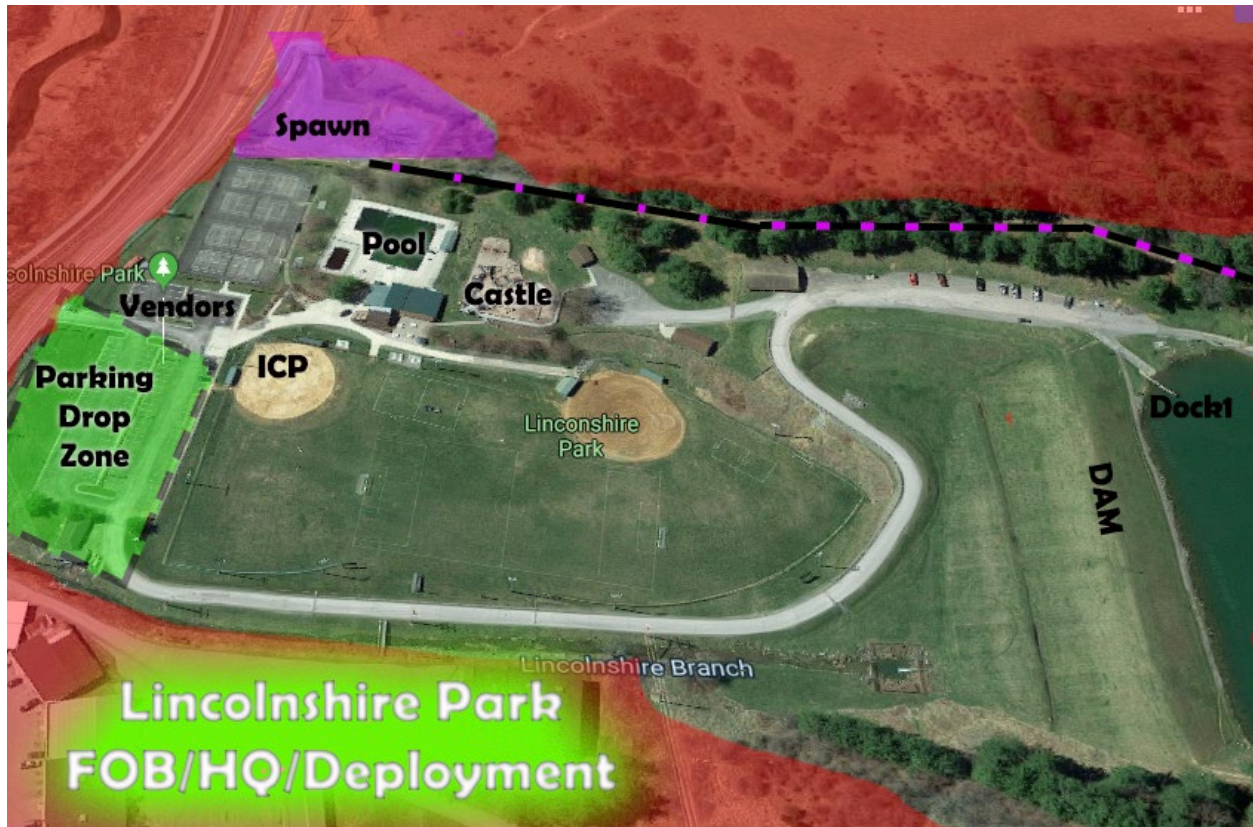 Spawn
Pool
colnshire Park
Vendors
Castle
ICP
Parking
Drop
Zone
Linconshire
Park
Dock1
DAM
Lincolnshire Branch
Lincolnshire Park
FOB/HQ/Deployment